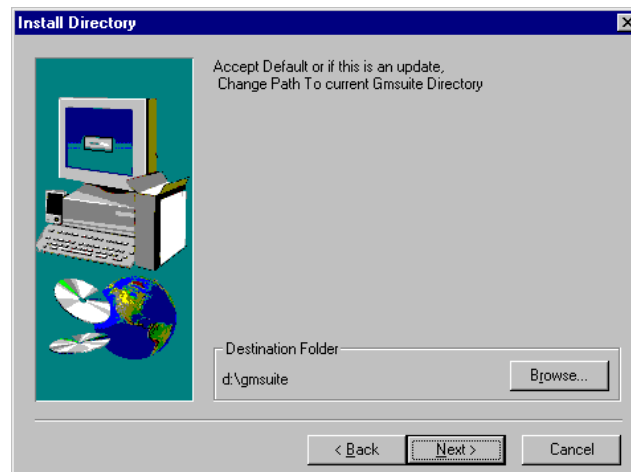 Install Directory
Accept Default or if this is an update,
Change Path To current Gmsuite Directory
Destination Folder
d:\gmsuite
Browse...
< Back
Next >
Cancel